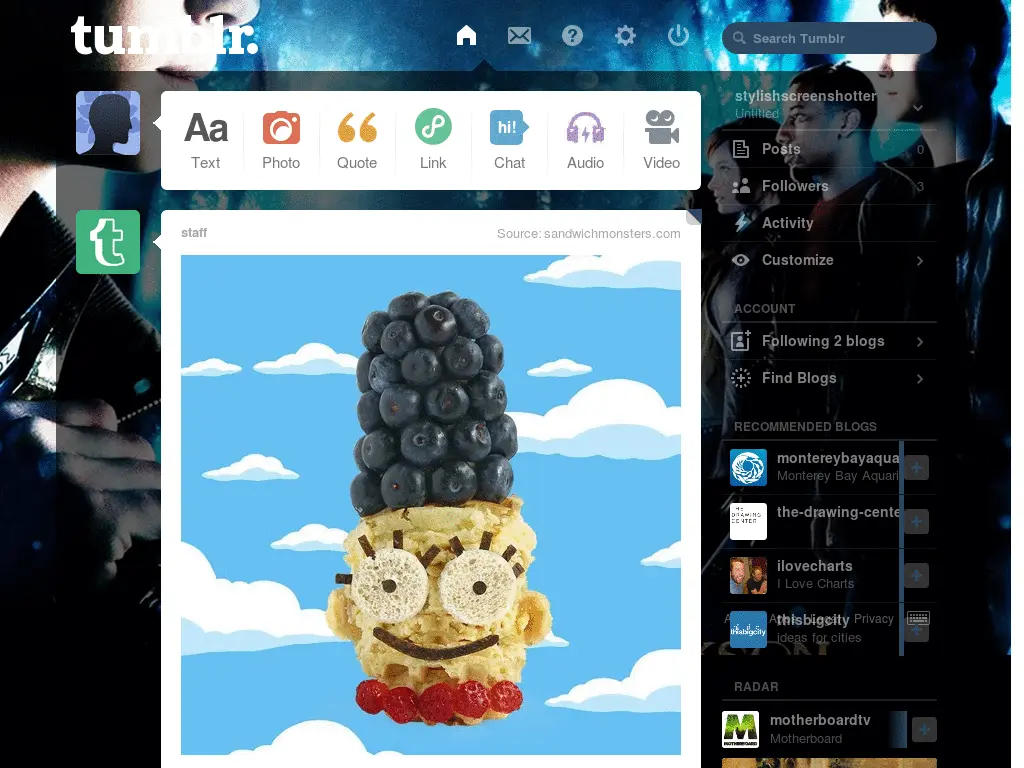 tumblr.
Search Tumblr
Aa
hi!
Text
Photo
Quote
Link
Chat
Audio
Video
t
staff
Source: sandwichmonsters.com
stylishscreenshotter
Untitled
Posts
0
Followers
3
Activity
Customize
ACCOUNT
Following 2 blogs
Find Blogs
RECOMMENDED BLOGS
montereybayaqua
Monterey Bay Aquari
THE
DRAWING
CENTER
the-drawing-cente
ilovecharts
I Love Charts
thisbigcity
thisbigcity
Legal
Privacy
ideas for cities
RADAR
M
MOTHERBOARD
motherboardtv
Motherboard